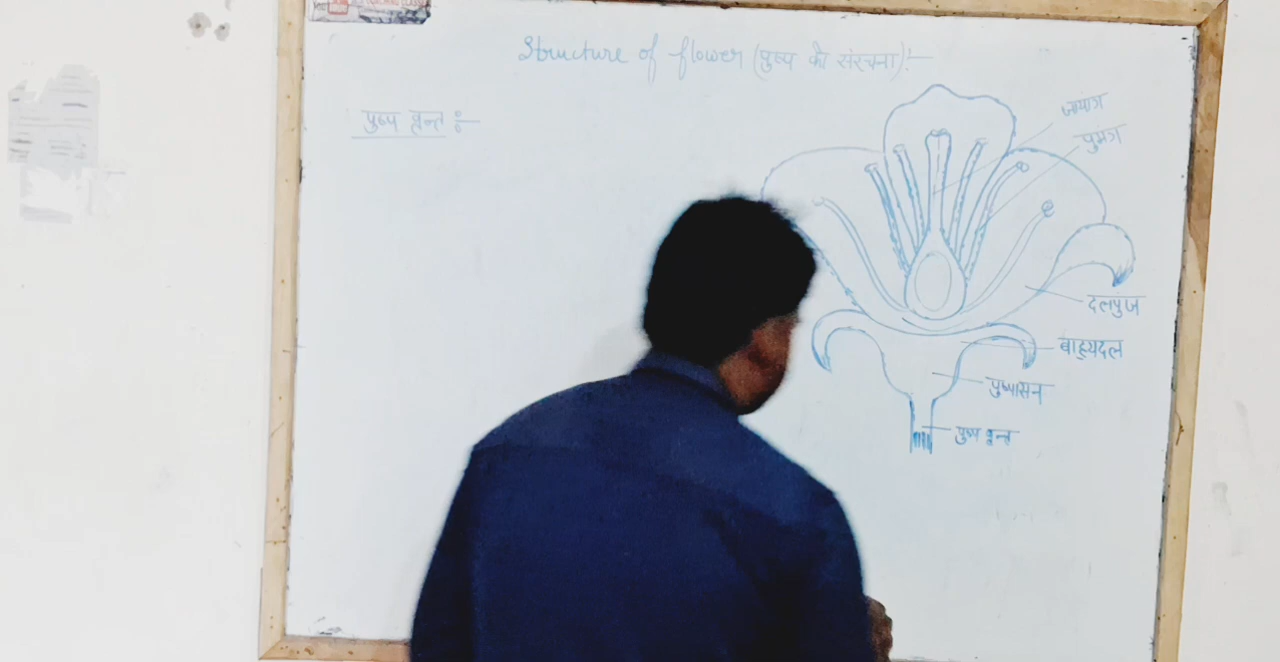 Structure of flower (पुष्प की संरचना):—
पुष्प वृन्त :—
जायांग
पुमंग
दलपुंज
बाह्यदल
पुष्पासन
पुष्प वृन्त